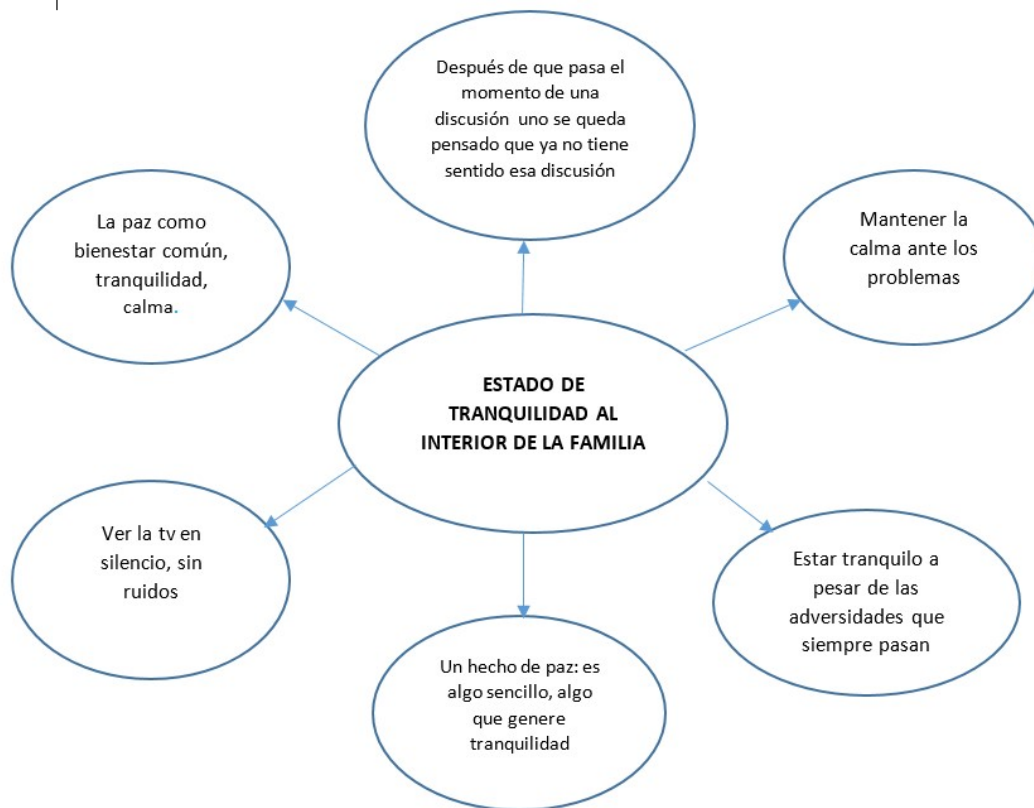 Después de que pasa el
momento de una
discusión uno se queda
pensado que ya no tiene
sentido esa discusión
La paz como
bienestar común,
tranquilidad,
calma.
Mantener la
calma ante los
problemas
ESTADO DE
TRANQUILIDAD AL
INTERIOR DE LA FAMILIA
Ver la tv en
silencio, sin
ruidos
Estar tranquilo a
pesar de las
adversidades que
siempre pasan
Un hecho de paz: es
algo sencillo, algo
que genere
tranquilidad